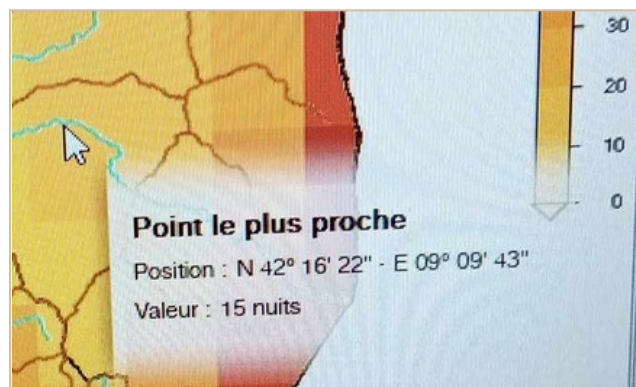 30
20
10
0
Point le plus proche
Position : N 42° 16' 22" - E 09° 09' 43"
Valeur : 15 nuits